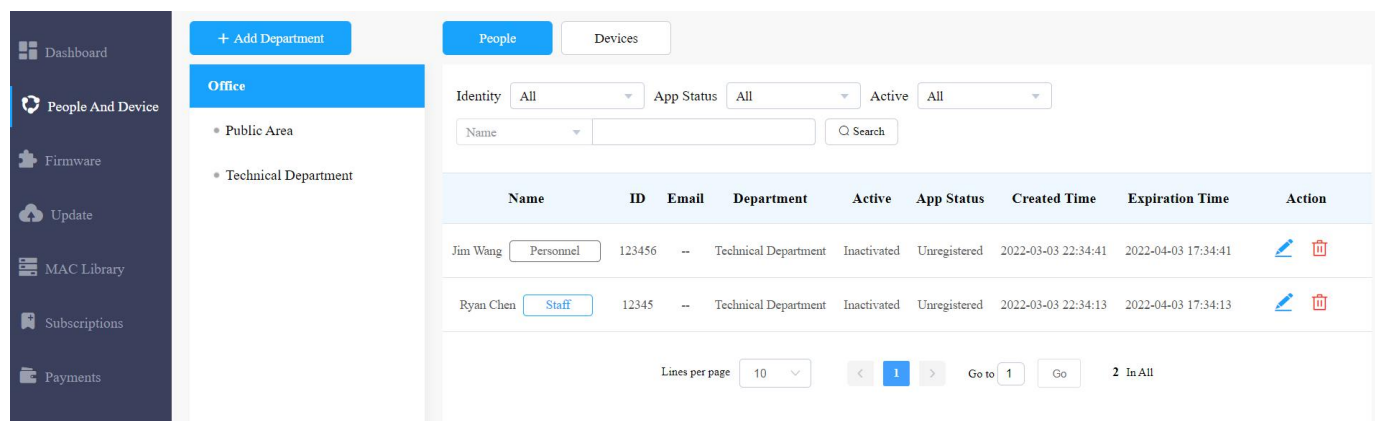 Dashboard
People And Device
Firmware
Update
MAC Library
Subscriptions
Payments
+ Add Department
Office
Public Area
Technical Department
People Devices
Identity All App Status All Active All
Name Search
Name ID Email Department Active App Status Created Time Expiration Time Action
Jim Wang Personnel 123456 -- Technical Department Inactivated Unregistered 2022-03-03 22:34:41 2022-04-03 17:34:41
Ryan Chen Staff 12345 -- Technical Department Inactivated Unregistered 2022-03-03 22:34:13 2022-04-03 17:34:13
Lines per page 10 < 1 > Go to 1 Go 2 In All